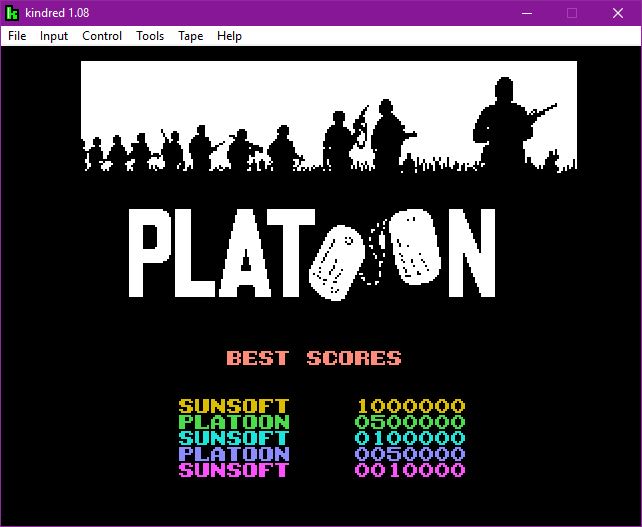 kindred 1.08
File Input Control Tools Tape Help
PLATOON
BEST SCORES
SUNSOFT 1000000
PLATOON 0500000
SUNSOFT 0100000
PLATOON 0050000
SUNSOFT 0010000